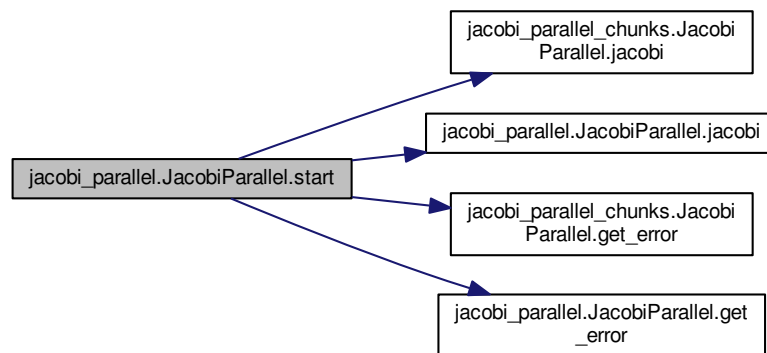 jacobi_parallel_chunks.Jacobi
Parallel.jacobi
jacobi_parallel.JacobiParallel.jacobi
jacobi_parallel.JacobiParallel.start
jacobi_parallel_chunks.Jacobi
Parallel.get_error
jacobi_parallel.JacobiParallel.get
_error